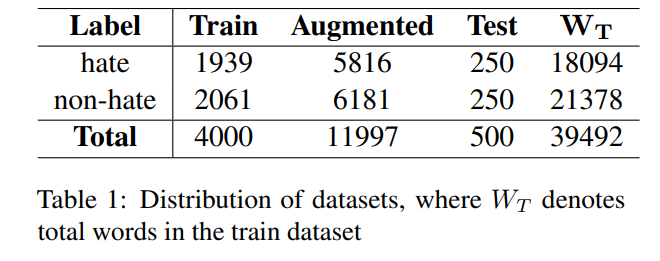 Label Train Augmented Test W_T
hate 1939 5816 250 18094
non-hate 2061 6181 250 21378
Total 4000 11997 500 39492
Table 1: Distribution of datasets, where W_T denotes
total words in the train dataset